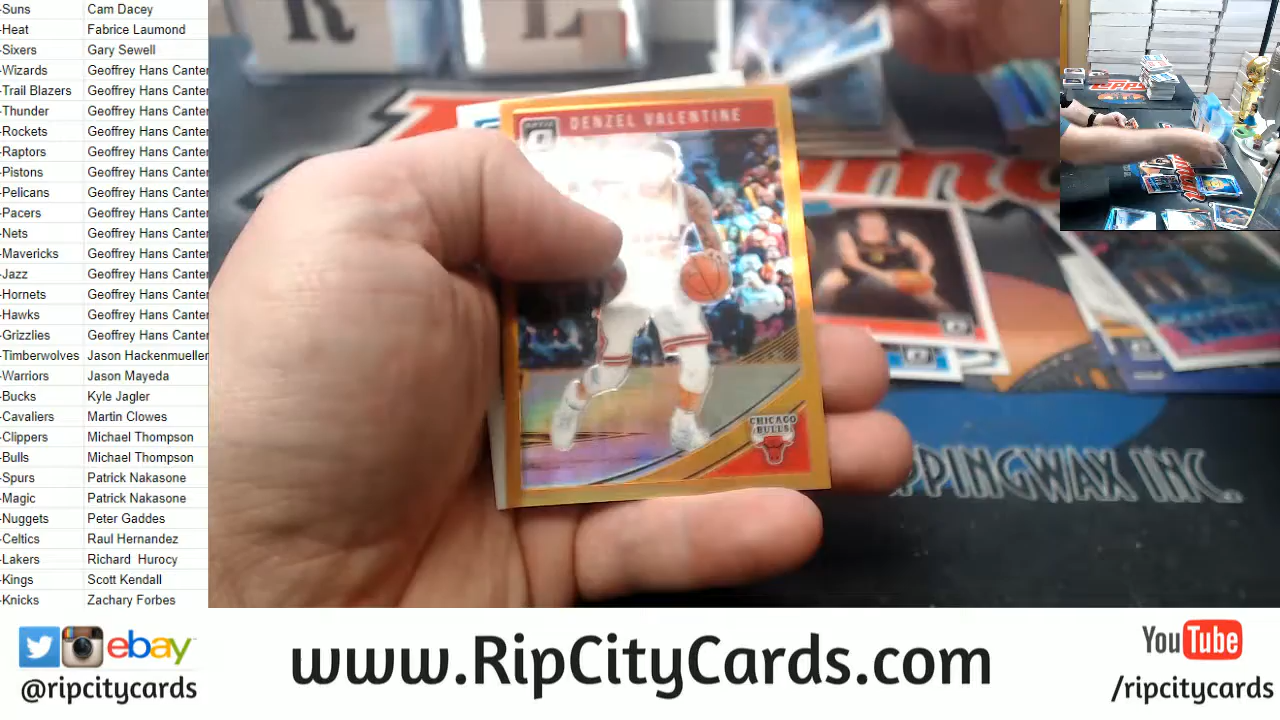 -Suns Cam Dacey
-Heat Fabrice Laumond
-Sixers Gary Sewell
-Wizards Geoffrey Hans Canter
-Trail Blazers Geoffrey Hans Canter
-Thunder Geoffrey Hans Canter
-Rockets Geoffrey Hans Canter
-Raptors Geoffrey Hans Canter
-Pistons Geoffrey Hans Canter
-Pelicans Geoffrey Hans Canter
-Pacers Geoffrey Hans Canter
-Nets Geoffrey Hans Canter
-Mavericks Geoffrey Hans Canter
-Jazz Geoffrey Hans Canter
-Hornets Geoffrey Hans Canter
-Hawks Geoffrey Hans Canter
-Grizzlies Geoffrey Hans Canter
-Timberwolves Jason Hackenmueller
-Warriors Jason Mayeda
-Bucks Kyle Jagler
-Cavaliers Martin Clowes
-Clippers Michael Thompson
-Bulls Michael Thompson
-Spurs Patrick Nakasone
-Magic Patrick Nakasone
-Nuggets Peter Gaddes
-Celtics Raul Hernandez
-Lakers Richard Hurocy
-Kings Scott Kendall
-Knicks Zachary Forbes
R L
DENZEL VALENTINE
CHICAGO
BULLS
PPINGWAX INC.
ebay
@ripcitycards
www.RipCityCards.com
YouTube
/ripcitycards